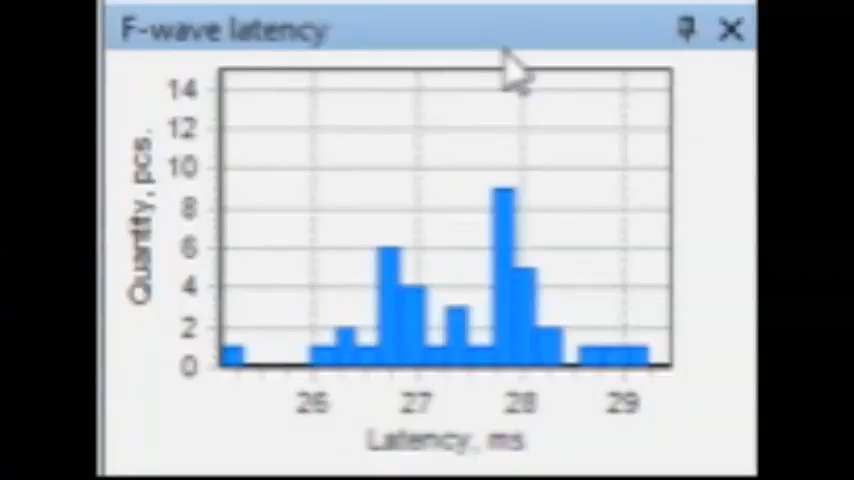 F-wave latency
Quantity, pcs.
14
12
10
8
6
4
2
0
26 27 28 29
Latency, ms